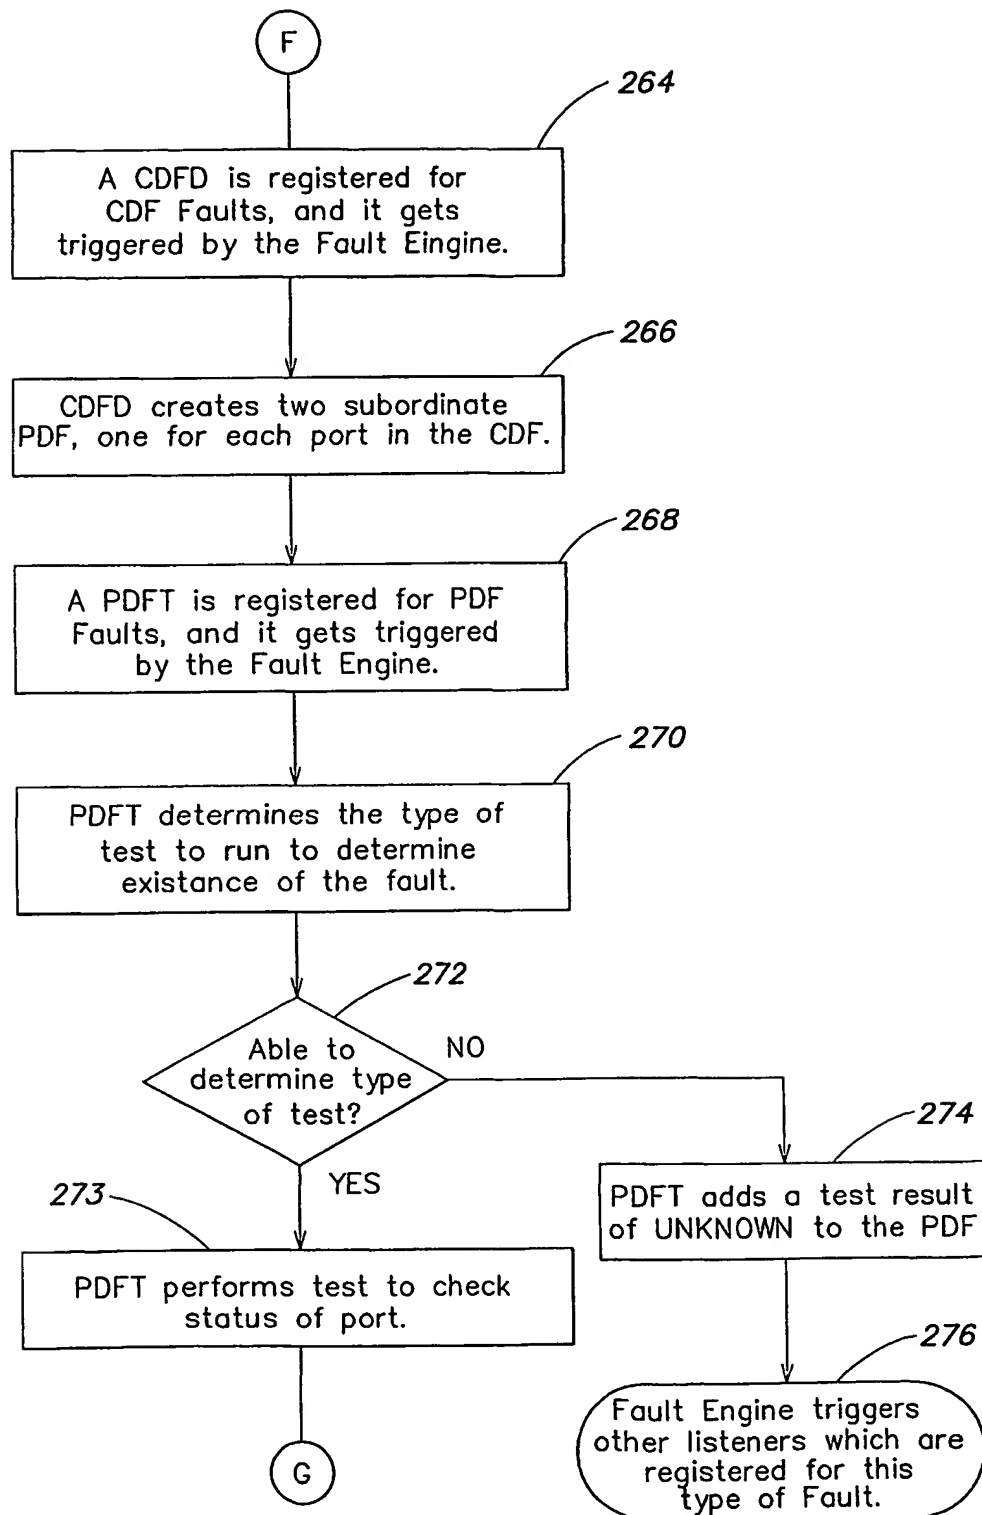 F
264
A CDFD is registered for
CDF Faults, and it gets
triggered by the Fault Eingine.
266
CDFD creates two subordinate
PDF, one for each port in the CDF.
268
A PDFT is registered for PDF
Faults, and it gets triggered
by the Fault Engine.
270
PDFT determines the type of
test to run to determine
existance of the fault.
272
Able to
determine type
of test?
NO
YES
273
PDFT performs test to check
status of port.
G
274
PDFT adds a test result
of UNKNOWN to the PDF
276
Fault Engine triggers
other listeners which are
registered for this
type of Fault.